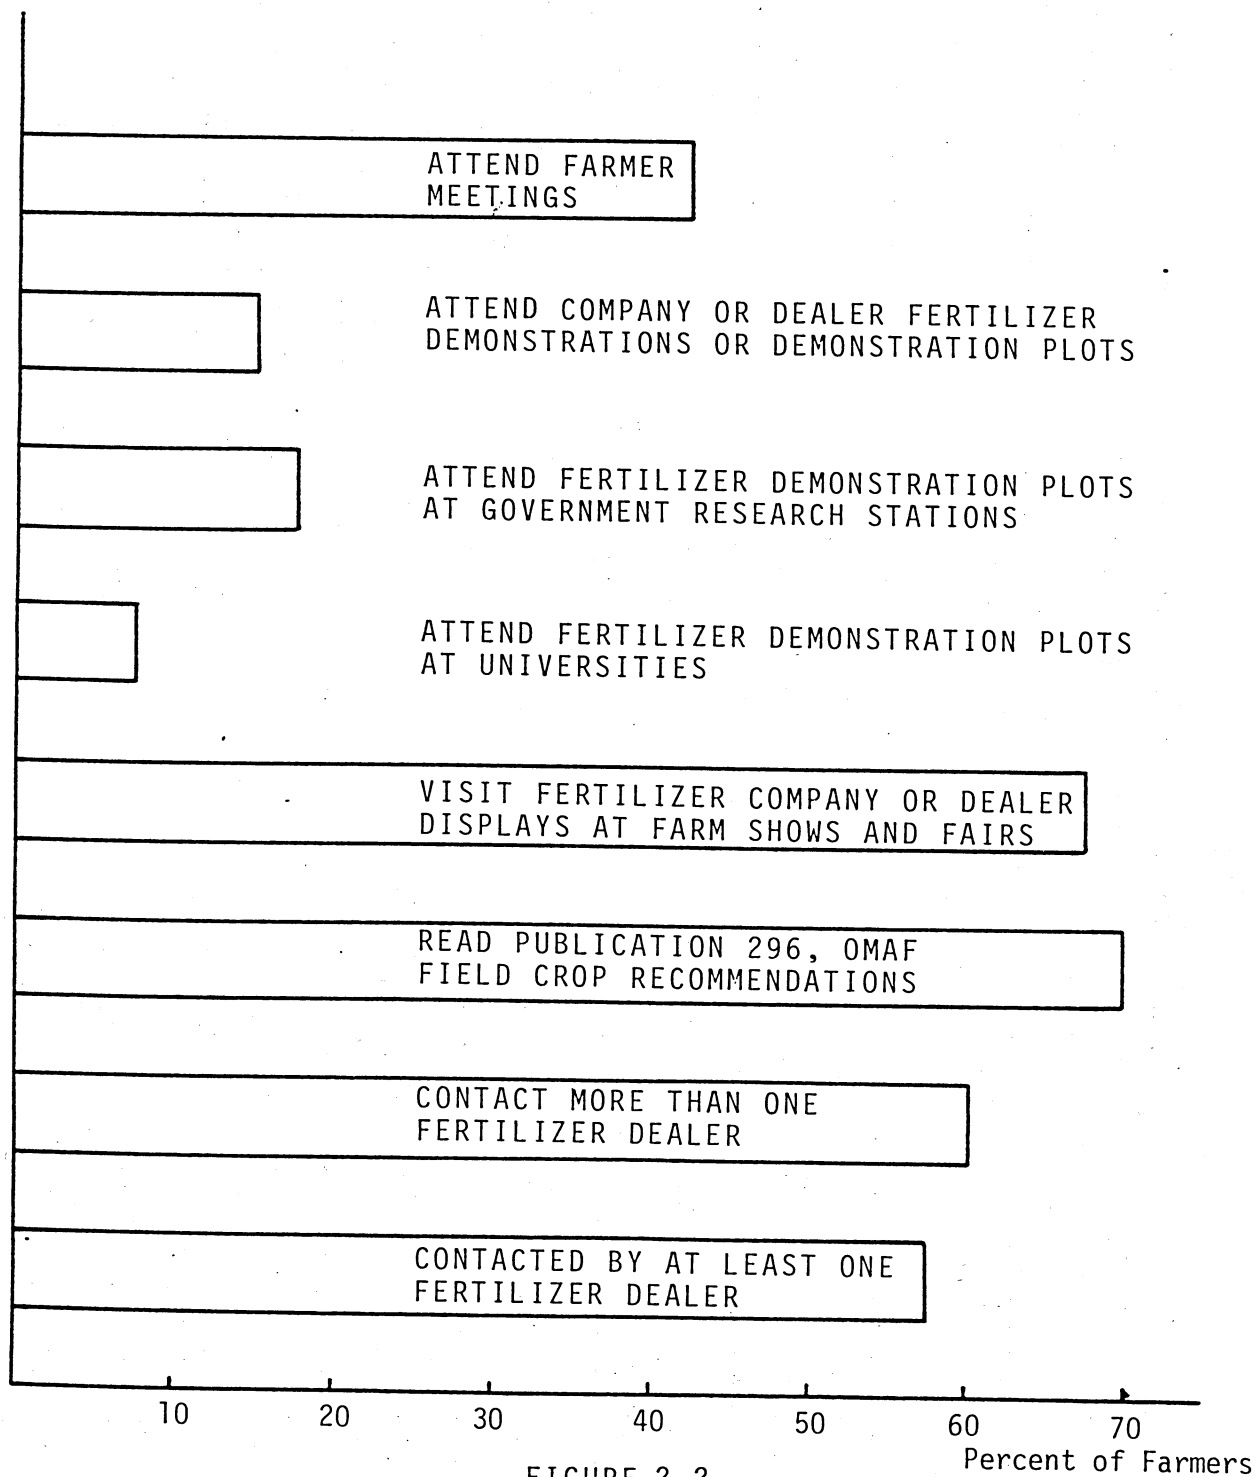 ATTEND FARMER
MEETINGS
ATTEND COMPANY OR DEALER FERTILIZER
DEMONSTRATIONS OR DEMONSTRATION PLOTS
ATTEND FERTILIZER DEMONSTRATION PLOTS
AT GOVERNMENT RESEARCH STATIONS
ATTEND FERTILIZER DEMONSTRATION PLOTS
AT UNIVERSITIES
VISIT FERTILIZER COMPANY OR DEALER
DISPLAYS AT FARM SHOWS AND FAIRS
READ PUBLICATION 296, OMAF
FIELD CROP RECOMMENDATIONS
CONTACT MORE THAN ONE
FERTILIZER DEALER
CONTACTED BY AT LEAST ONE
FERTILIZER DEALER
10 20 30 40 50 60 70
Percent of Farmers
FIGURE 2.2